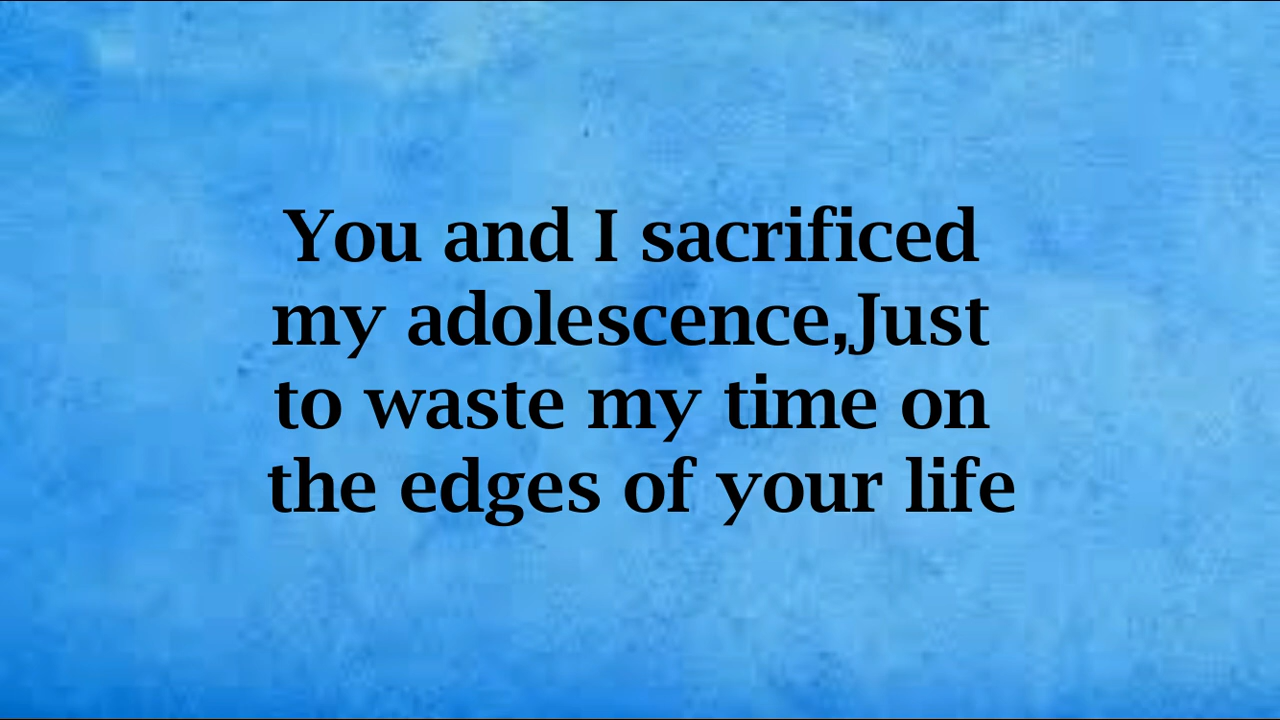 You and I sacrificed
my adolescence,Just
to waste my time on
the edges of your life